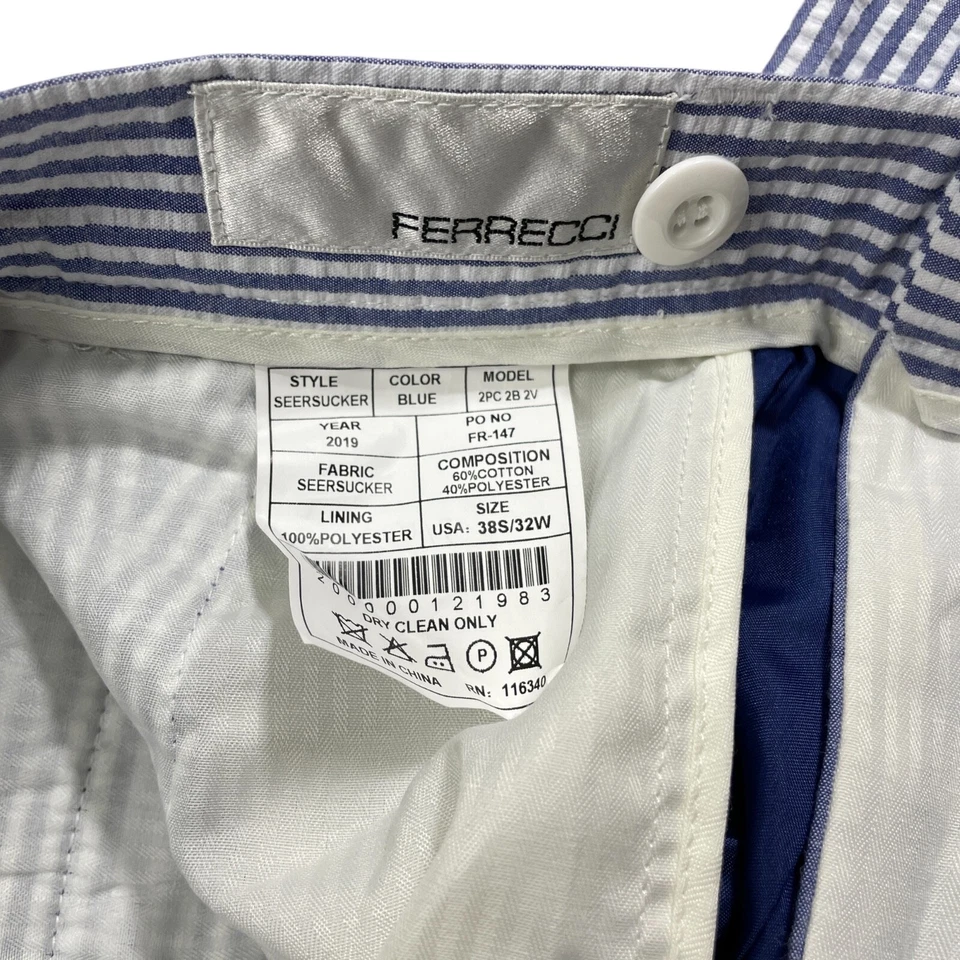 FERRECCI
STYLE COLOR MODEL
SEERSUCKER BLUE 2PC 2B 2V
YEAR PO NO
2019 FR-147
FABRIC COMPOSITION
SEERSUCKER 60%COTTON
40%POLYESTER
LINING SIZE
100%POLYESTER USA: 38S/32W
200000121983
DRY CLEAN ONLY
P
MADE IN CHINA RN: 116340